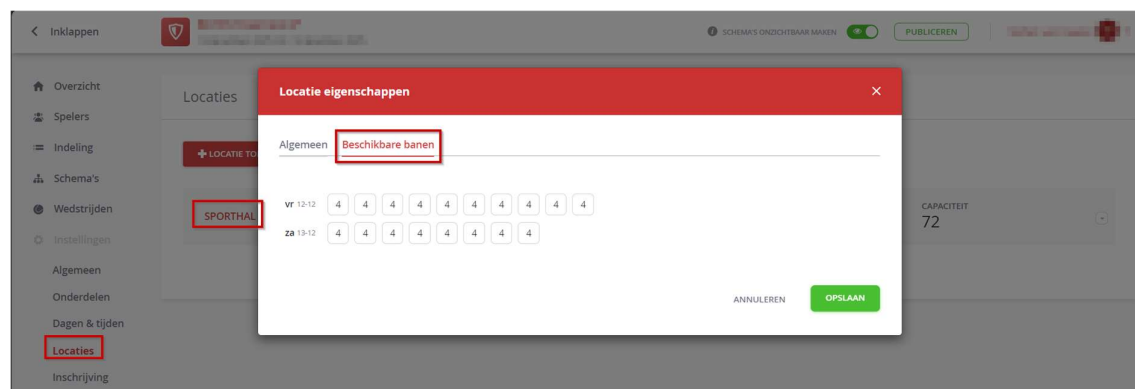 Inklappen
SCHEMA'S ONZICHTBAAR MAKEN
PUBLICEREN
Overzicht
Spelers
Indeling
Schema's
Wedstrijden
Instellingen
Algemeen
Onderdelen
Dagen & tijden
Locaties
Inschrijving
Locaties
LOCATIE TO
SPORTHAL
CAPACITEIT
72
Locatie eigenschappen
Algemeen Beschikbare banen
vr 12-12 4 4 4 4 4 4 4 4 4 4
za 13-12 4 4 4 4 4 4 4 4
ANNULEREN OPSLAAN